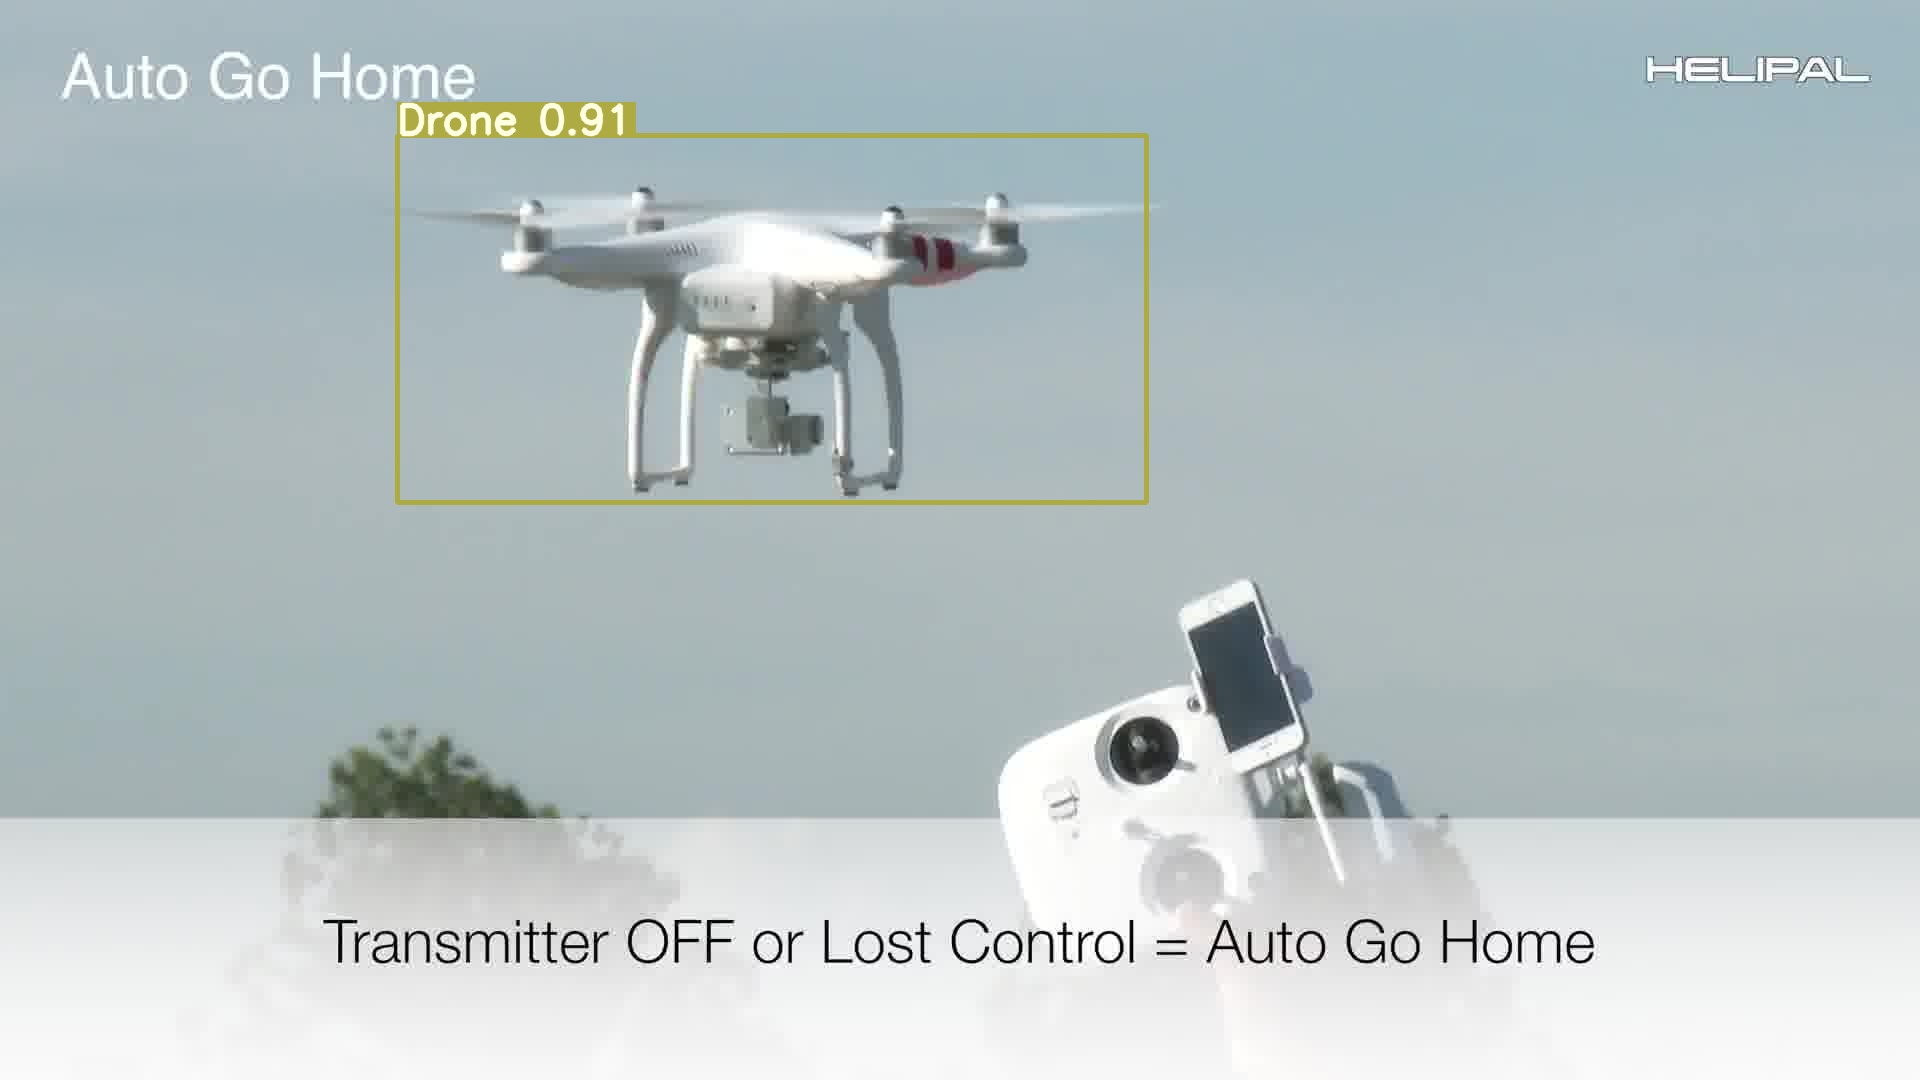 Auto Go Home
HELIPAL
Drone 0.91
Transmitter OFF or Lost Control = Auto Go Home